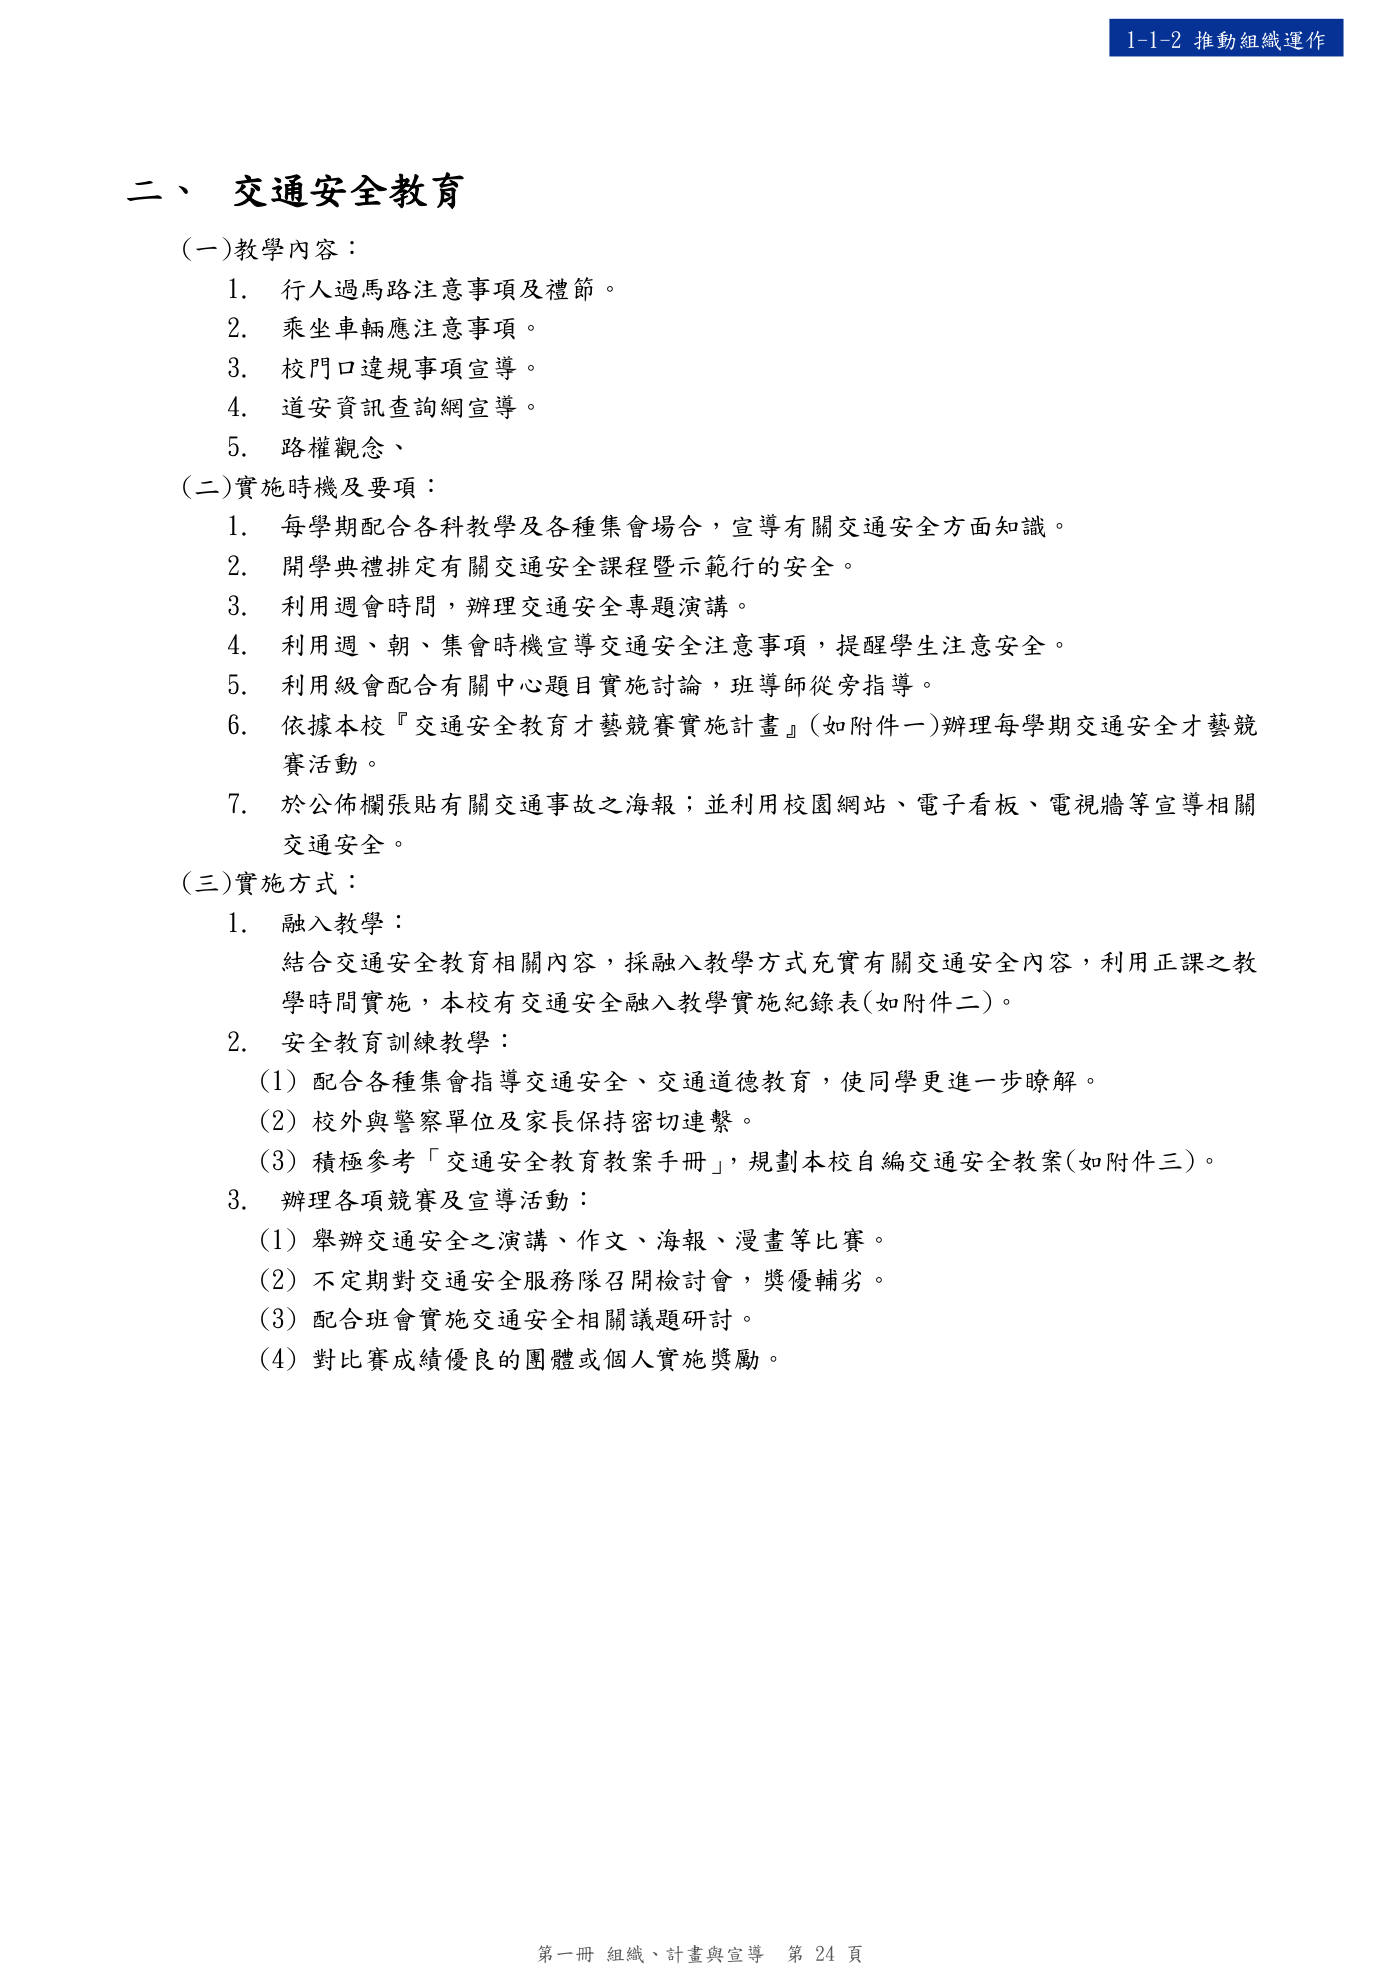 1-1-2 推動組織運作
二、 交通安全教育
(一)教學內容：
1. 行人過馬路注意事項及禮節。
2. 乘坐車輛應注意事項。
3. 校門口違規事項宣導。
4. 道安資訊查詢網宣導。
5. 路權觀念、
(二)實施時機及要項：
1. 每學期配合各科教學及各種集會場合，宣導有關交通安全方面知識。
2. 開學典禮排定有關交通安全課程暨示範行的安全。
3. 利用週會時間，辦理交通安全專題演講。
4. 利用週、朝、集會時機宣導交通安全注意事項，提醒學生注意安全。
5. 利用級會配合有關中心題目實施討論，班導師從旁指導。
6. 依據本校『交通安全教育才藝競賽實施計畫』(如附件一)辦理每學期交通安全才藝競
賽活動。
7. 於公佈欄張貼有關交通事故之海報；並利用校園網站、電子看板、電視牆等宣導相關
交通安全。
(三)實施方式：
1. 融入教學：
結合交通安全教育相關內容，採融入教學方式充實有關交通安全內容，利用正課之教
學時間實施，本校有交通安全融入教學實施紀錄表(如附件二)。
2. 安全教育訓練教學：
(1) 配合各種集會指導交通安全、交通道德教育，使同學更進一步瞭解。
(2) 校外與警察單位及家長保持密切連繫。
(3) 積極參考「交通安全教育教案手冊」，規劃本校自編交通安全教案(如附件三)。
3. 辦理各項競賽及宣導活動：
(1) 舉辦交通安全之演講、作文、海報、漫畫等比賽。
(2) 不定期對交通安全服務隊召開檢討會，獎優輔劣。
(3) 配合班會實施交通安全相關議題研討。
(4) 對比賽成績優良的團體或個人實施獎勵。
第一冊 組織、計畫與宣導 第 24 頁